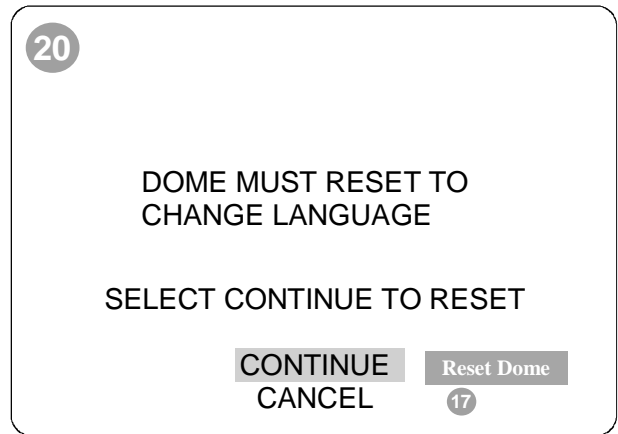 20
DOME MUST RESET TO
CHANGE LANGUAGE
SELECT CONTINUE TO RESET
CONTINUE Reset Dome
CANCEL 17